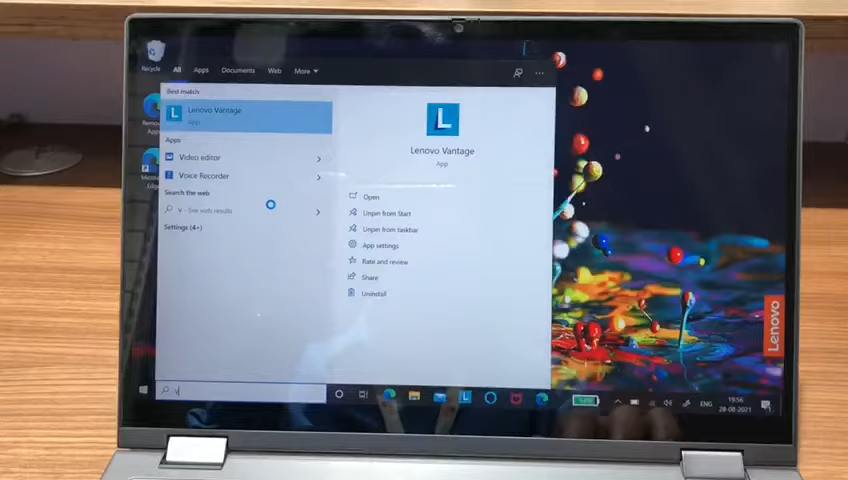 Recycle
All Apps Documents Web More
Best match
Lenovo Vantage
App
Apps
Video editor
Voice Recorder
Search the web
v - See web results
Settings (4+)
Lenovo Vantage
App
Open
Unpin from Start
Unpin from taskbar
App settings
Rate and review
Share
Uninstall
Lenovo
v
ENG
19:56
28-08-2021